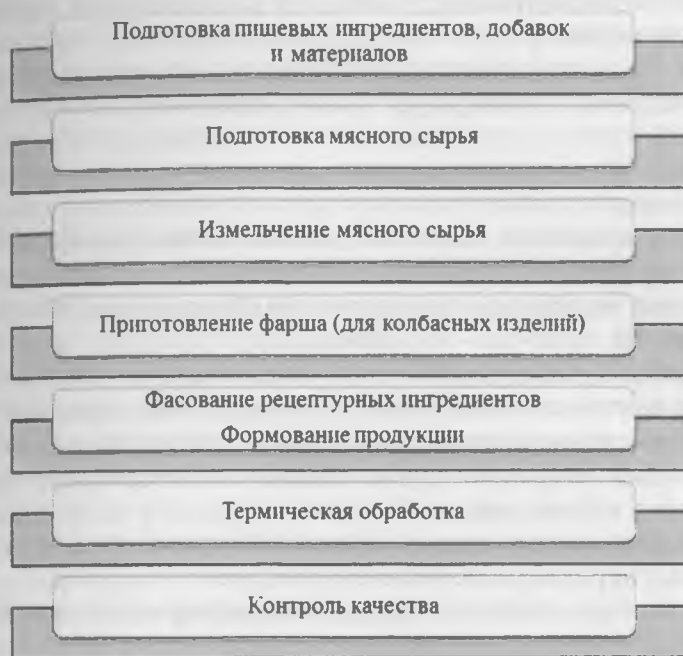 Подготовка пищевых ингредиентов, добавок
и материалов
Подготовка мясного сырья
Измельчение мясного сырья
Приготовление фарша (для колбасных изделий)
Фасование рецептурных ингредиентов
Формование продукции
Термическая обработка
Контроль качества